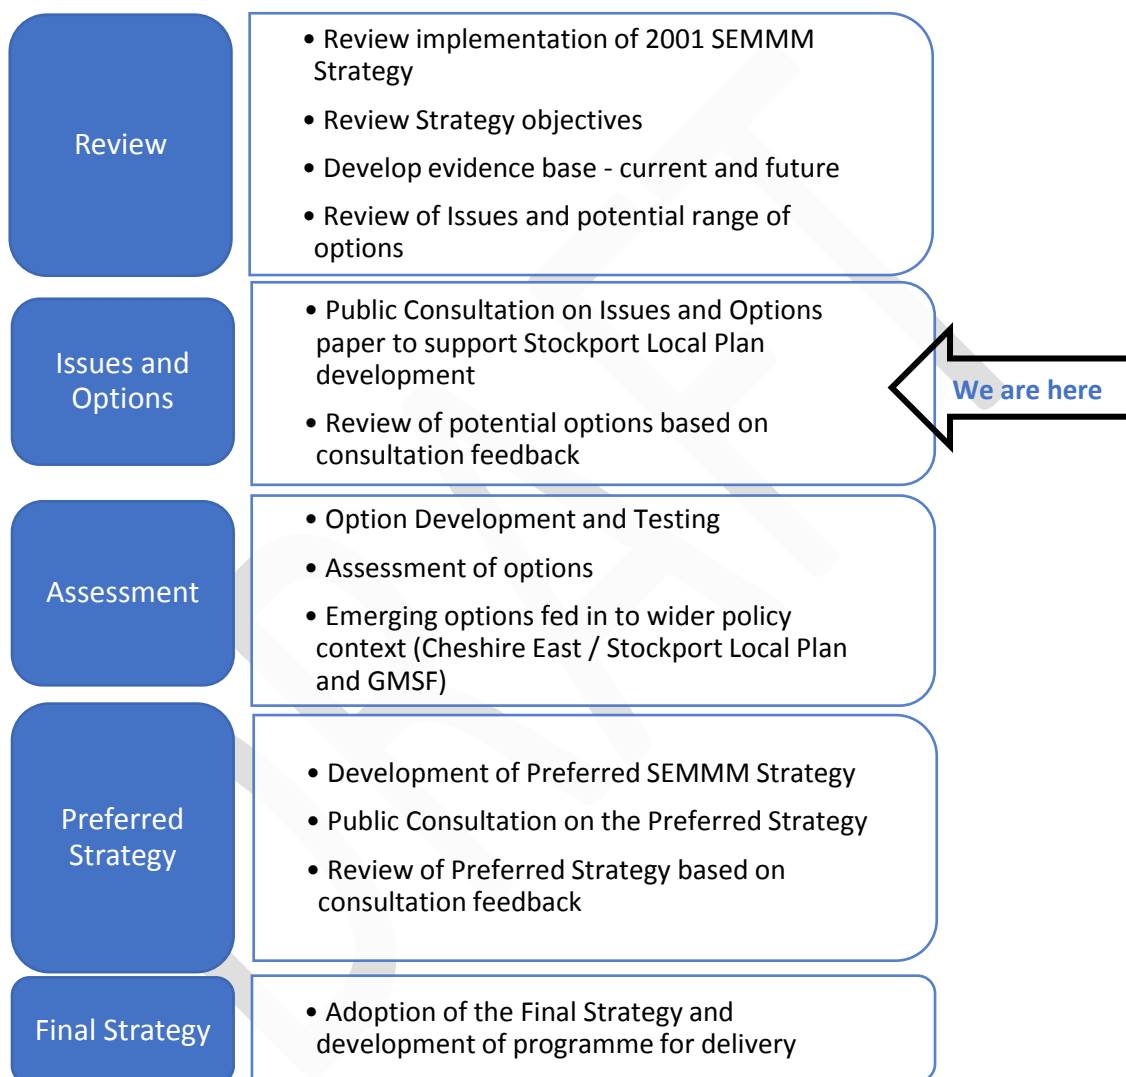 Review
• Review implementation of 2001 SEMMM
Strategy
• Review Strategy objectives
• Develop evidence base - current and future
• Review of Issues and potential range of
options
Issues and
Options
• Public Consultation on Issues and Options
paper to support Stockport Local Plan
development
• Review of potential options based on
consultation feedback
We are here
Assessment
• Option Development and Testing
• Assessment of options
• Emerging options fed in to wider policy
context (Cheshire East / Stockport Local Plan
and GMSF)
Preferred
Strategy
• Development of Preferred SEMMM Strategy
• Public Consultation on the Preferred Strategy
• Review of Preferred Strategy based on
consultation feedback
Final Strategy
• Adoption of the Final Strategy and
development of programme for delivery
DRAFT